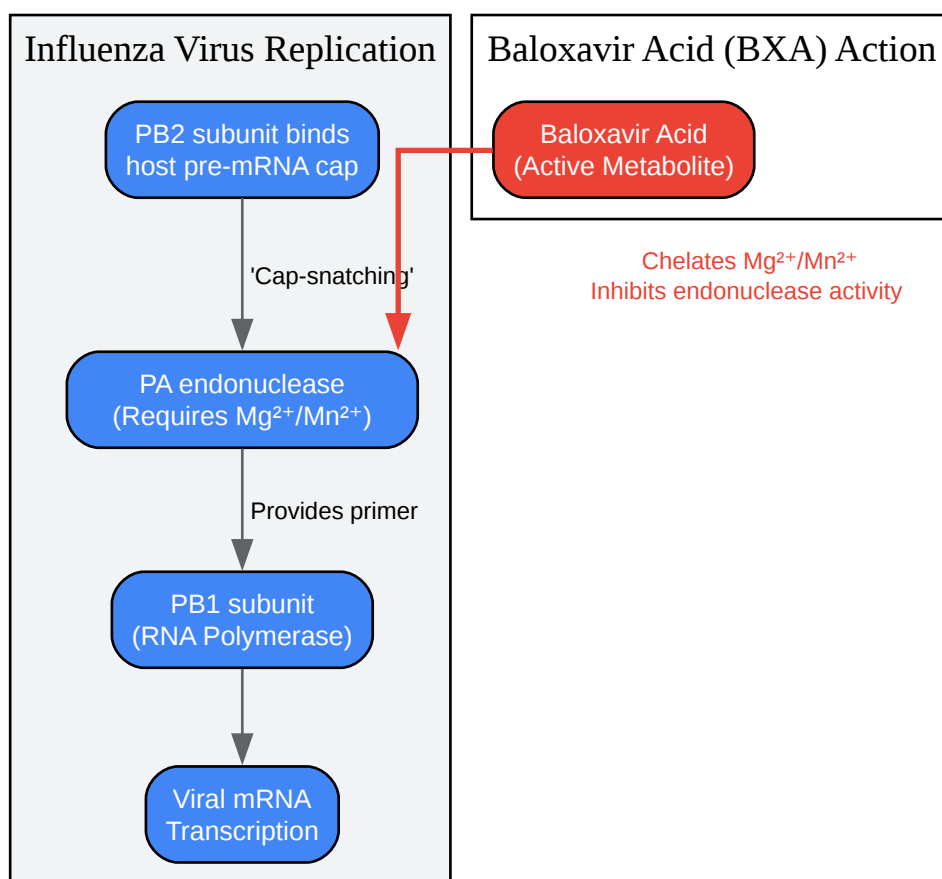 Influenza Virus Replication
PB2 subunit binds
host pre-mRNA cap
'Cap-snatching'
PA endonuclease
(Requires Mg²⁺/Mn²⁺)
Provides primer
PB1 subunit
(RNA Polymerase)
Viral mRNA
Transcription
Baloxavir Acid (BXA) Action
Baloxavir Acid
(Active Metabolite)
Chelates Mg²⁺/Mn²⁺
Inhibits endonuclease activity